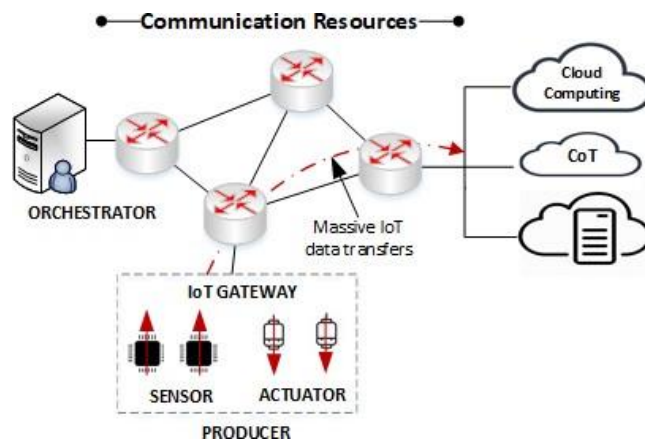 Communication Resources
Cloud
Computing
CoT
ORCHESTRATOR
Massive IoT
data transfers
IoT GATEWAY
SENSOR
ACTUATOR
PRODUCER